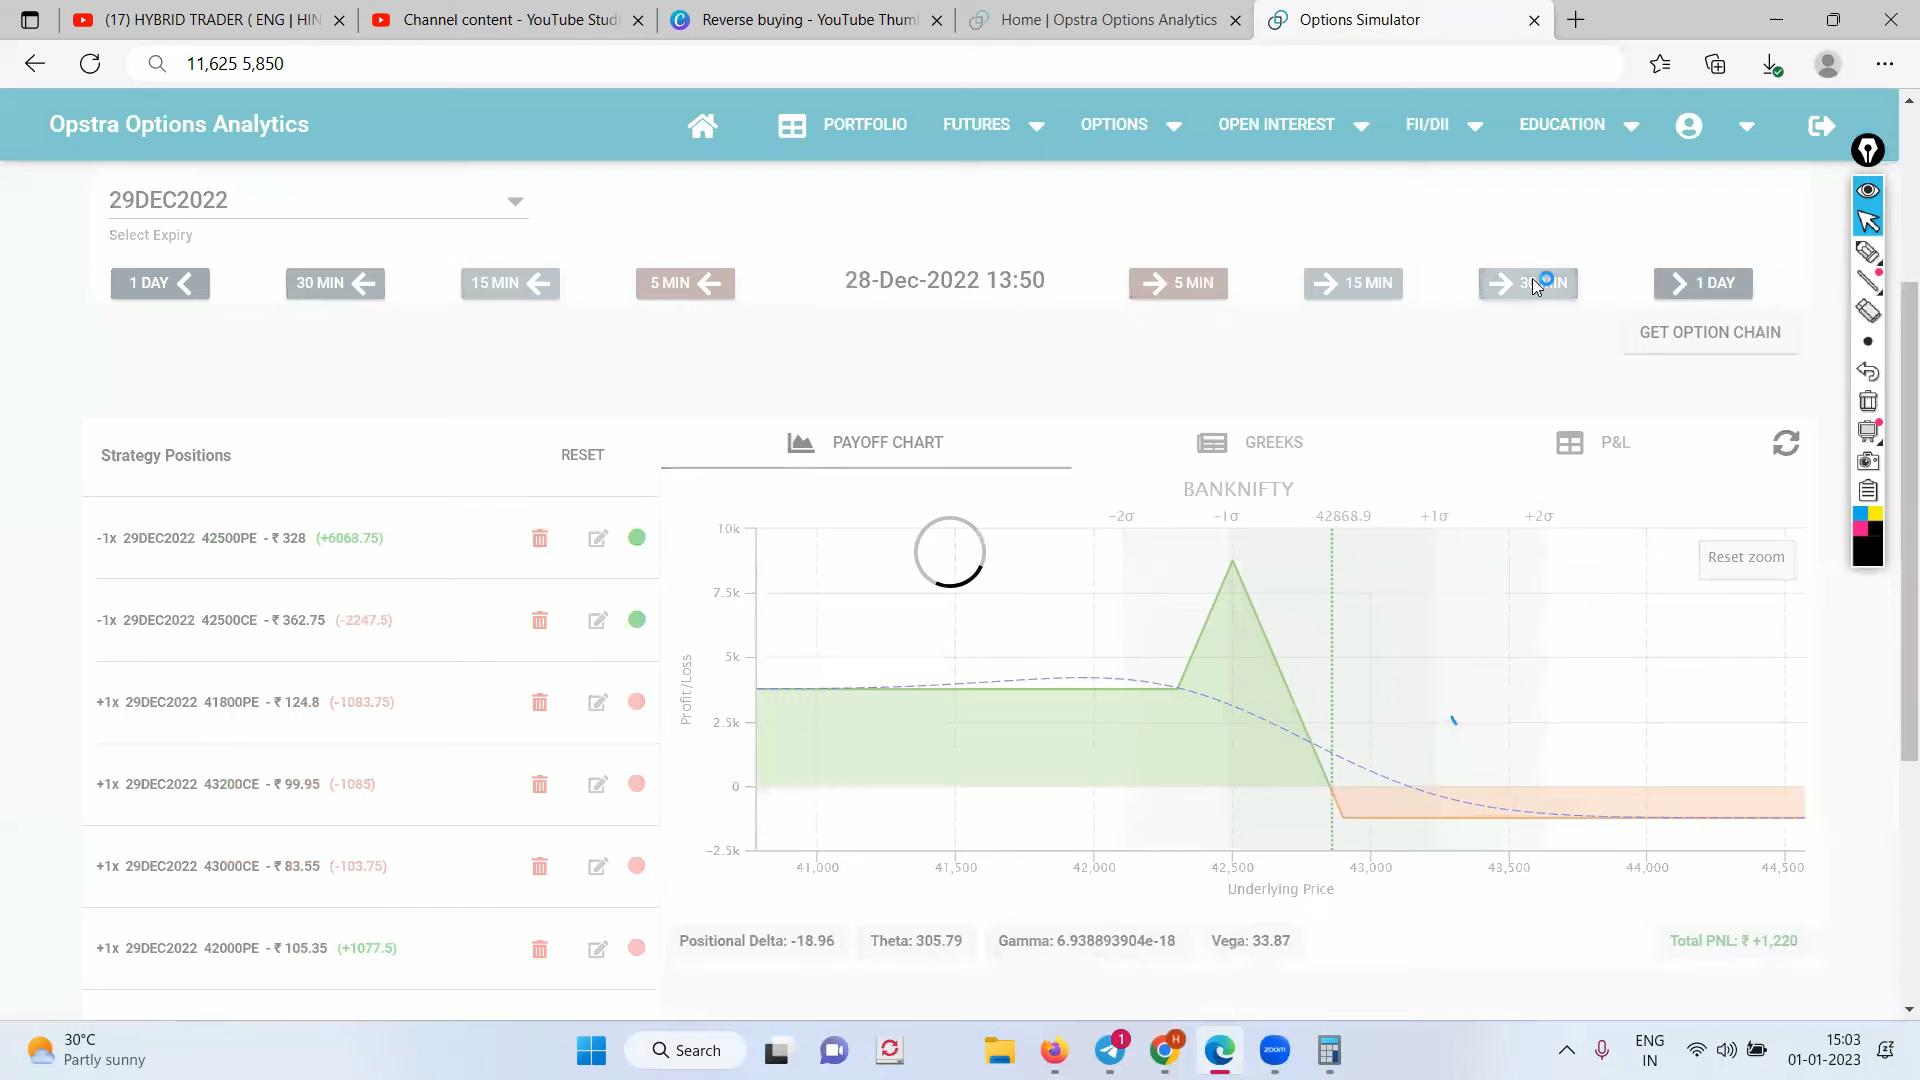 (17) HYBRID TRADER ( ENG | HIN
Channel content - YouTube Studi
Reverse buying - YouTube Thum
Home | Opstra Options Analytics
Options Simulator
11,625 5,850
Opstra Options Analytics
PORTFOLIO
FUTURES
OPTIONS
OPEN INTEREST
FII/DII
EDUCATION
29DEC2022
Select Expiry
1 DAY
30 MIN
15 MIN
5 MIN
28-Dec-2022 13:50
5 MIN
15 MIN
30 MIN
1 DAY
GET OPTION CHAIN
Strategy Positions
RESET
PAYOFF CHART
GREEKS
P&L
-1x 29DEC2022 42500PE - ₹ 328 (+6068.75)
-1x 29DEC2022 42500CE - ₹ 362.75 (-2247.5)
+1x 29DEC2022 41800PE - ₹ 124.8 (-1083.75)
+1x 29DEC2022 43200CE - ₹ 99.95 (-1085)
+1x 29DEC2022 43000CE - ₹ 83.55 (-103.75)
+1x 29DEC2022 42000PE - ₹ 105.35 (+1077.5)
BANKNIFTY
-2σ -1σ 42868.9 +1σ +2σ
Reset zoom
10k
7.5k
5k
2.5k
0
-2.5k
Profit /Loss
41,000 41,500 42,000 42,500 43,000 43,500 44,000 44,500
Underlying Price
Positional Delta: -18.96
Theta: 305.79
Gamma: 6.938893904e-18
Vega: 33.87
Total PNL: ₹ +1,220
30°C
Partly sunny
Search
1
H
zoom
ENG
IN
15:03
01-01-2023